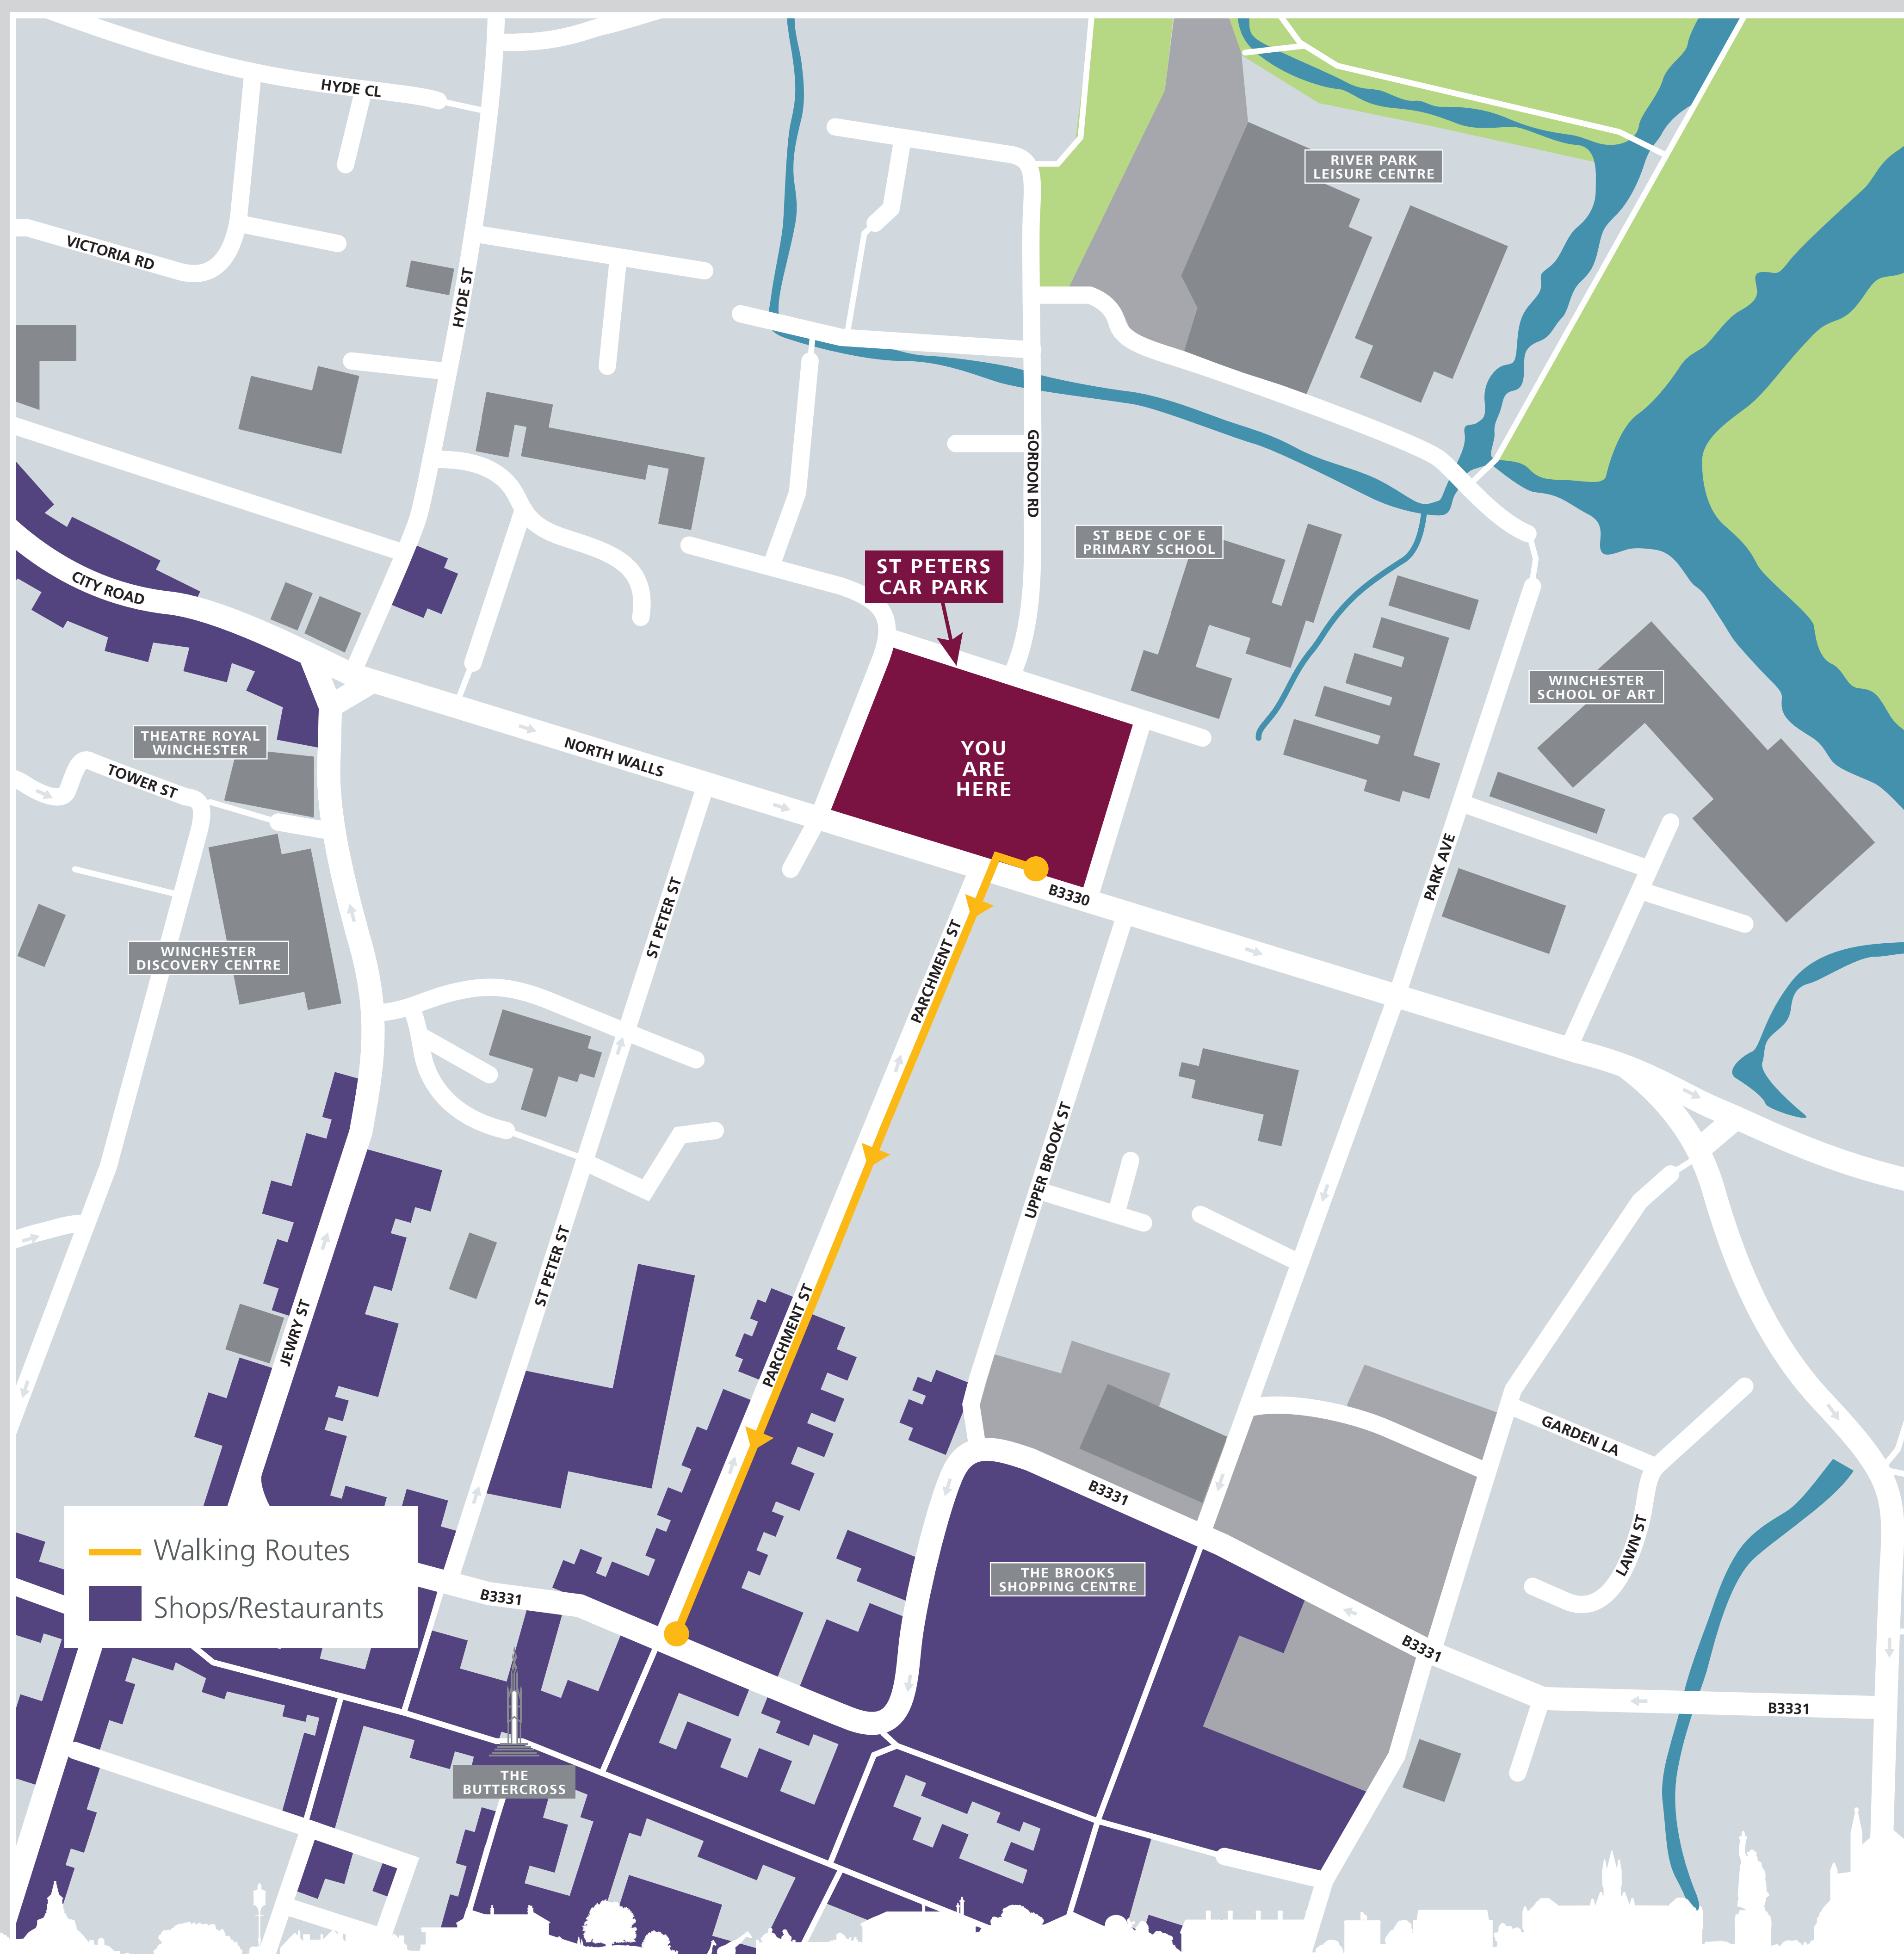 HYDE CL
RIVER PARK
LEISURE CENTRE
VICTORIA RD
HYDE ST
GORDON RD
ST BEDE C OF E
PRIMARY SCHOOL
ST PETERS
CAR PARK
CITY ROAD
WINCHESTER
SCHOOL OF ART
THEATRE ROYAL
WINCHESTER
TOWER ST
NORTH WALLS
YOU
ARE
HERE
PARK AVE
B3330
ST PETER ST
PARCHMENT ST
WINCHESTER
DISCOVERY CENTRE
UPPER BROOK ST
ST PETER ST
JEWRY ST
PARCHMENT ST
GARDEN LA
B3331
LAWN ST
Walking Routes
Shops/Restaurants
B3331
THE BROOKS
SHOPPING CENTRE
B3331
B3331
THE
BUTTERCROSS